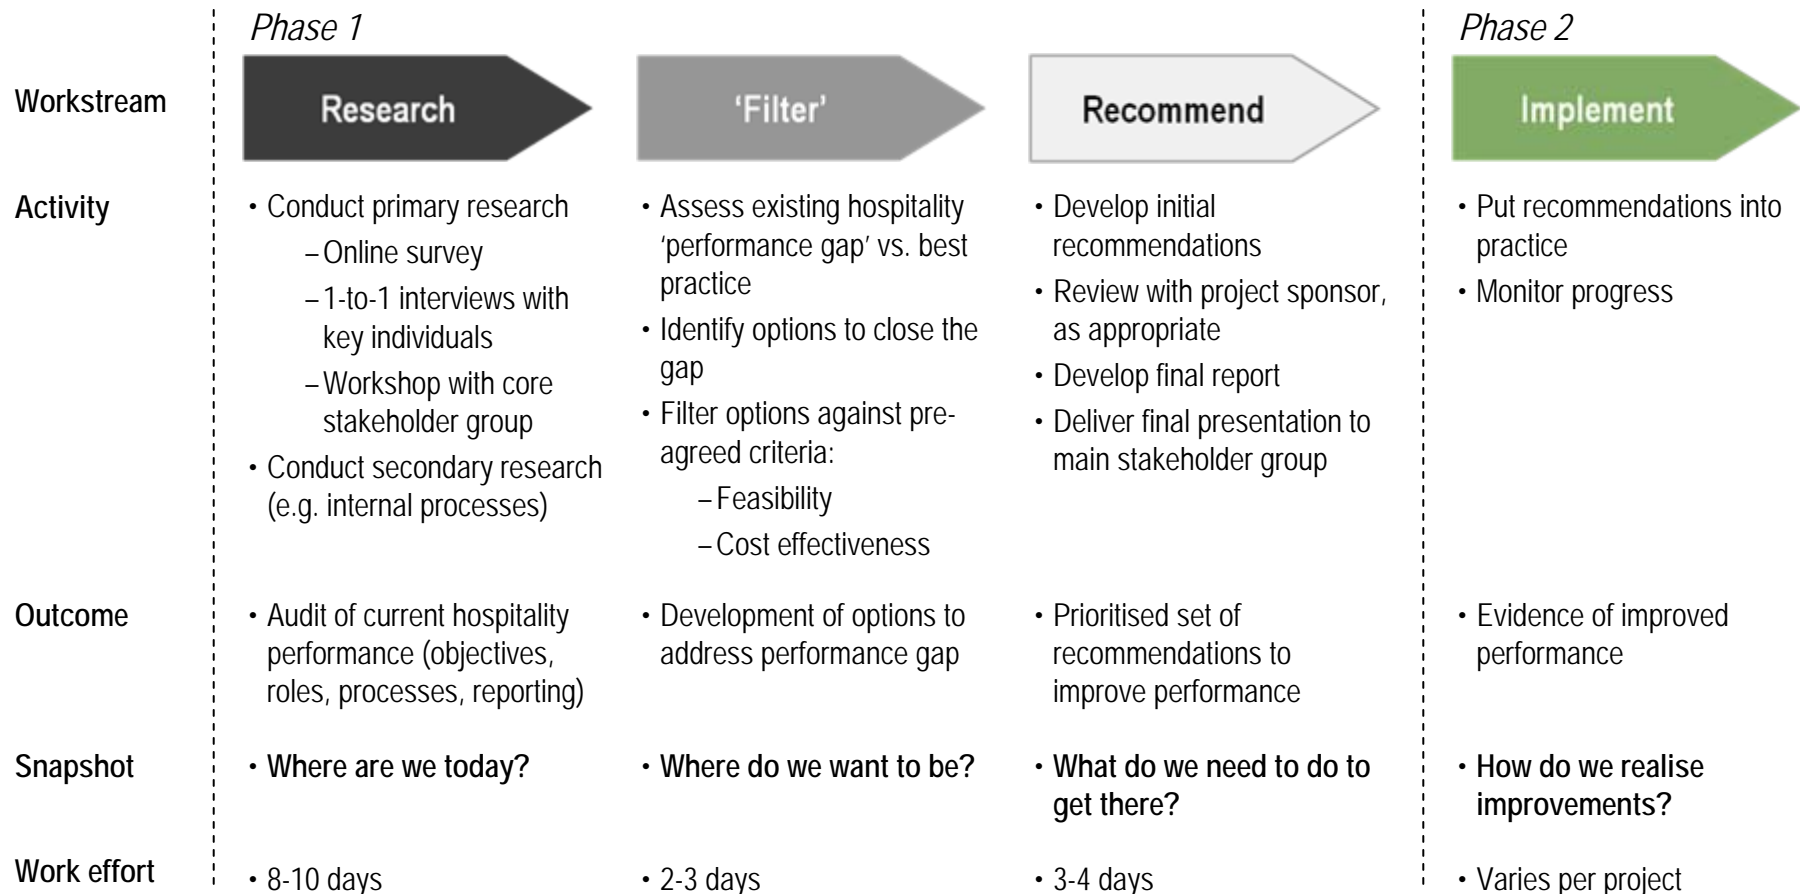 Phase 1
Phase 2
Workstream
Research
‘Filter’
Recommend
Implement
Activity
• Conduct primary research
– Online survey
– 1-to-1 interviews with
key individuals
– Workshop with core
stakeholder group
• Conduct secondary research
(e.g. internal processes)
• Assess existing hospitality
‘performance gap’ vs. best
practice
• Identify options to close the
gap
• Filter options against pre-
agreed criteria:
– Feasibility
– Cost effectiveness
• Develop initial
recommendations
• Review with project sponsor,
as appropriate
• Develop final report
• Deliver final presentation to
main stakeholder group
• Put recommendations into
practice
• Monitor progress
Outcome
• Audit of current hospitality
performance (objectives,
roles, processes, reporting)
• Development of options to
address performance gap
• Prioritised set of
recommendations to
improve performance
• Evidence of improved
performance
Snapshot
• Where are we today?
• Where do we want to be?
• What do we need to do to
get there?
• How do we realise
improvements?
Work effort
• 8-10 days
• 2-3 days
• 3-4 days
• Varies per project